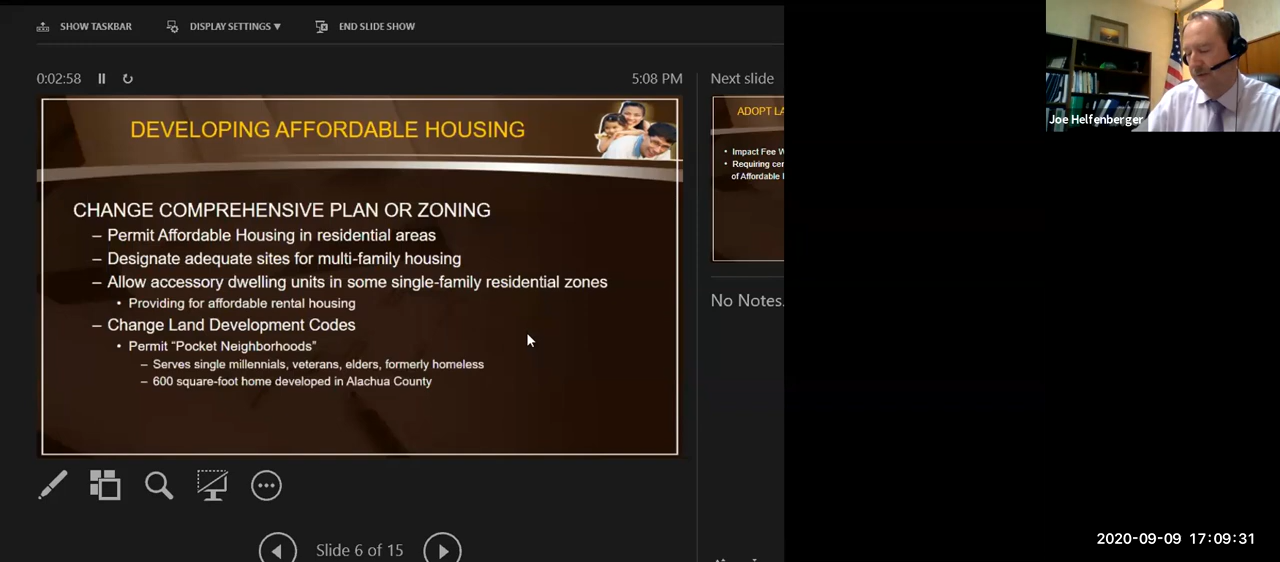 SHOW TASKBAR
DISPLAY SETTINGS ▼
END SLIDE SHOW
0:02:58
5:08 PM
Next slide
DEVELOPING AFFORDABLE HOUSING
CHANGE COMPREHENSIVE PLAN OR ZONING
– Permit Affordable Housing in residential areas
– Designate adequate sites for multi-family housing
– Allow accessory dwelling units in some single-family residential zones
• Providing for affordable rental housing
– Change Land Development Codes
• Permit “Pocket Neighborhoods”
– Serves single millennials, veterans, elders, formerly homeless
– 600 square-foot home developed in Alachua County
ADOPT LA
• Impact Fee W
• Requiring cer
of Affordable
No Notes.
Slide 6 of 15
Joe Helfenberger
2020-09-09 17:09:31